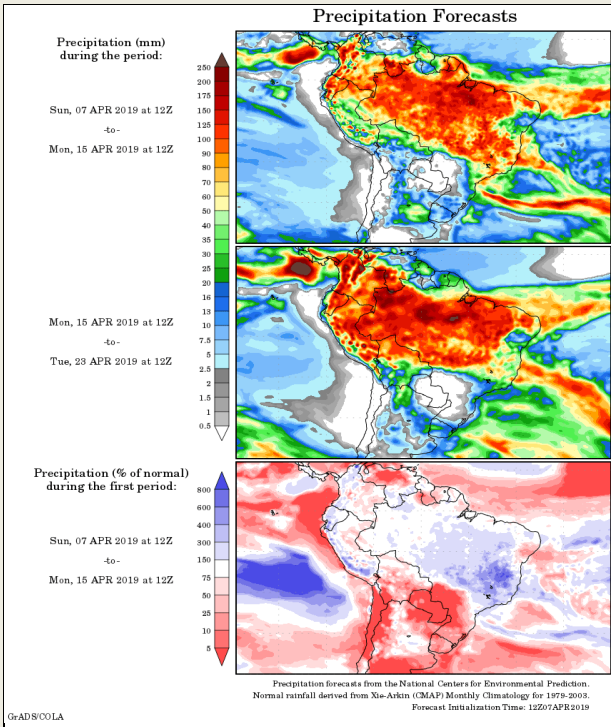 Precipitation Forecasts
Precipitation (mm)
during the period:
Sun, 07 APR 2019 at 12Z
-to-
Mon, 15 APR 2019 at 12Z
250
200
175
150
125
100
90
80
70
60
50
40
35
30
25
20
16
13
10
7.5
5
2.5
2
1.5
1
0.5
Mon, 15 APR 2019 at 12Z
-to-
Tue, 23 APR 2019 at 12Z
Precipitation (% of normal)
during the first period:
Sun, 07 APR 2019 at 12Z
-to-
Mon, 15 APR 2019 at 12Z
800
600
400
300
150
75
50
25
10
5
Precipitation forecasts from the National Centers for Environmental Prediction.
Normal rainfall derived from Xie-Arkin (CMAP) Monthly Climatology for 1979-2003.
Forecast Initialization Time: 12Z07APR2019
GrADS/COLA